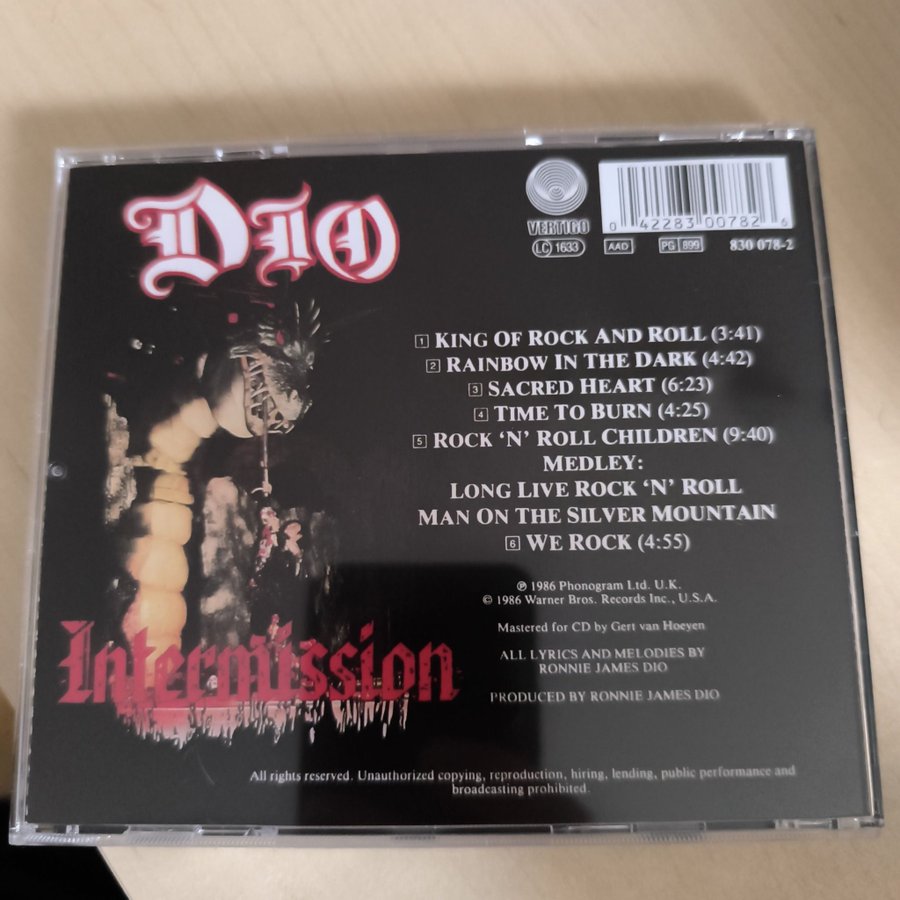 DIO
VERTIGO
LC 1633
0 42283 00782 6
AAD
PG 899
830 078-2
1 KING OF ROCK AND ROLL (3:41)
2 RAINBOW IN THE DARK (4:42)
3 SACRED HEART (6:23)
4 TIME TO BURN (4:25)
5 ROCK ‘N’ ROLL CHILDREN (9:40)
MEDLEY:
LONG LIVE ROCK ‘N’ ROLL
MAN ON THE SILVER MOUNTAIN
6 WE ROCK (4:55)
Intermission
℗ 1986 Phonogram Ltd. U.K.
© 1986 Warner Bros. Records Inc., U.S.A.
Mastered for CD by Gert van Hoeyen
ALL LYRICS AND MELODIES BY
RONNIE JAMES DIO
PRODUCED BY RONNIE JAMES DIO
All rights reserved. Unauthorized copying, reproduction, hiring, lending, public performance and
broadcasting prohibited.